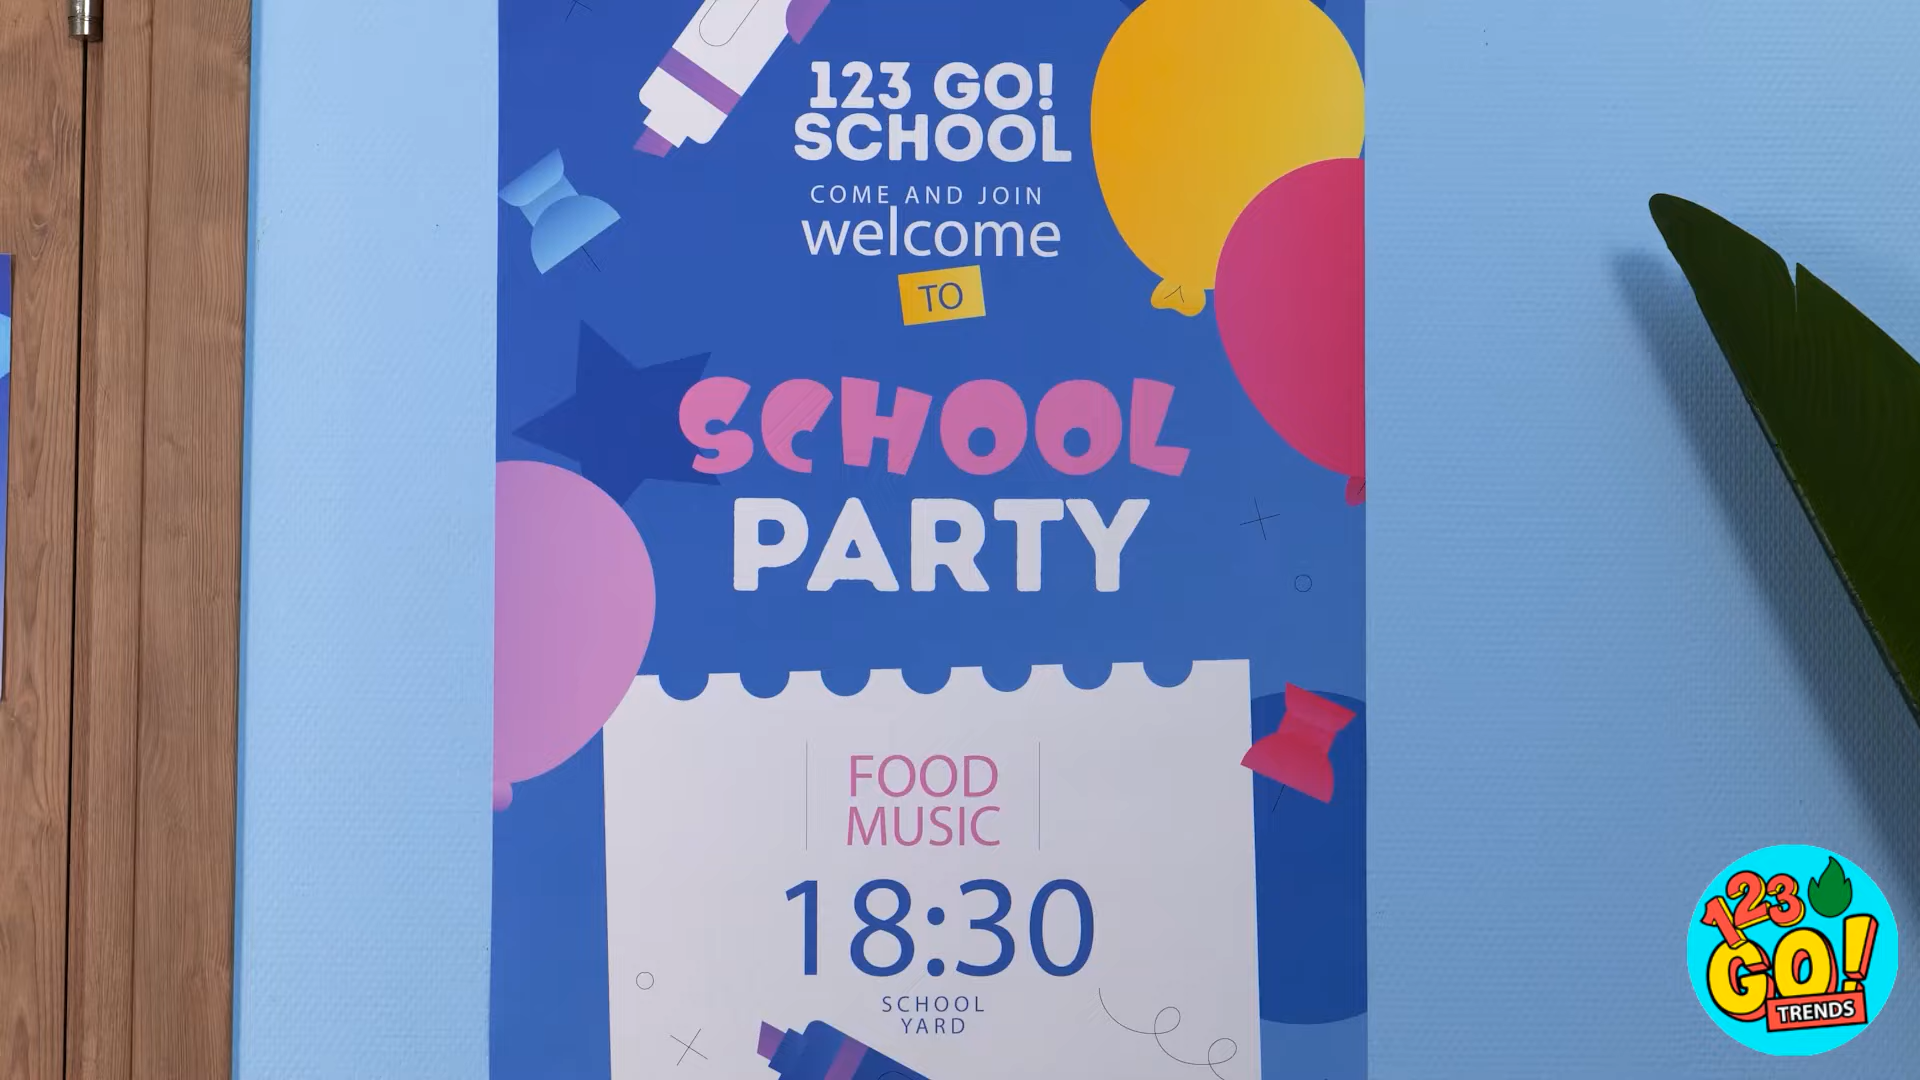 123 GO!
SCHOOL
COME AND JOIN
welcome
TO
SCHOOL
PARTY
FOOD
MUSIC
18:30
SCHOOL
YARD
123
GO!
TRENDS